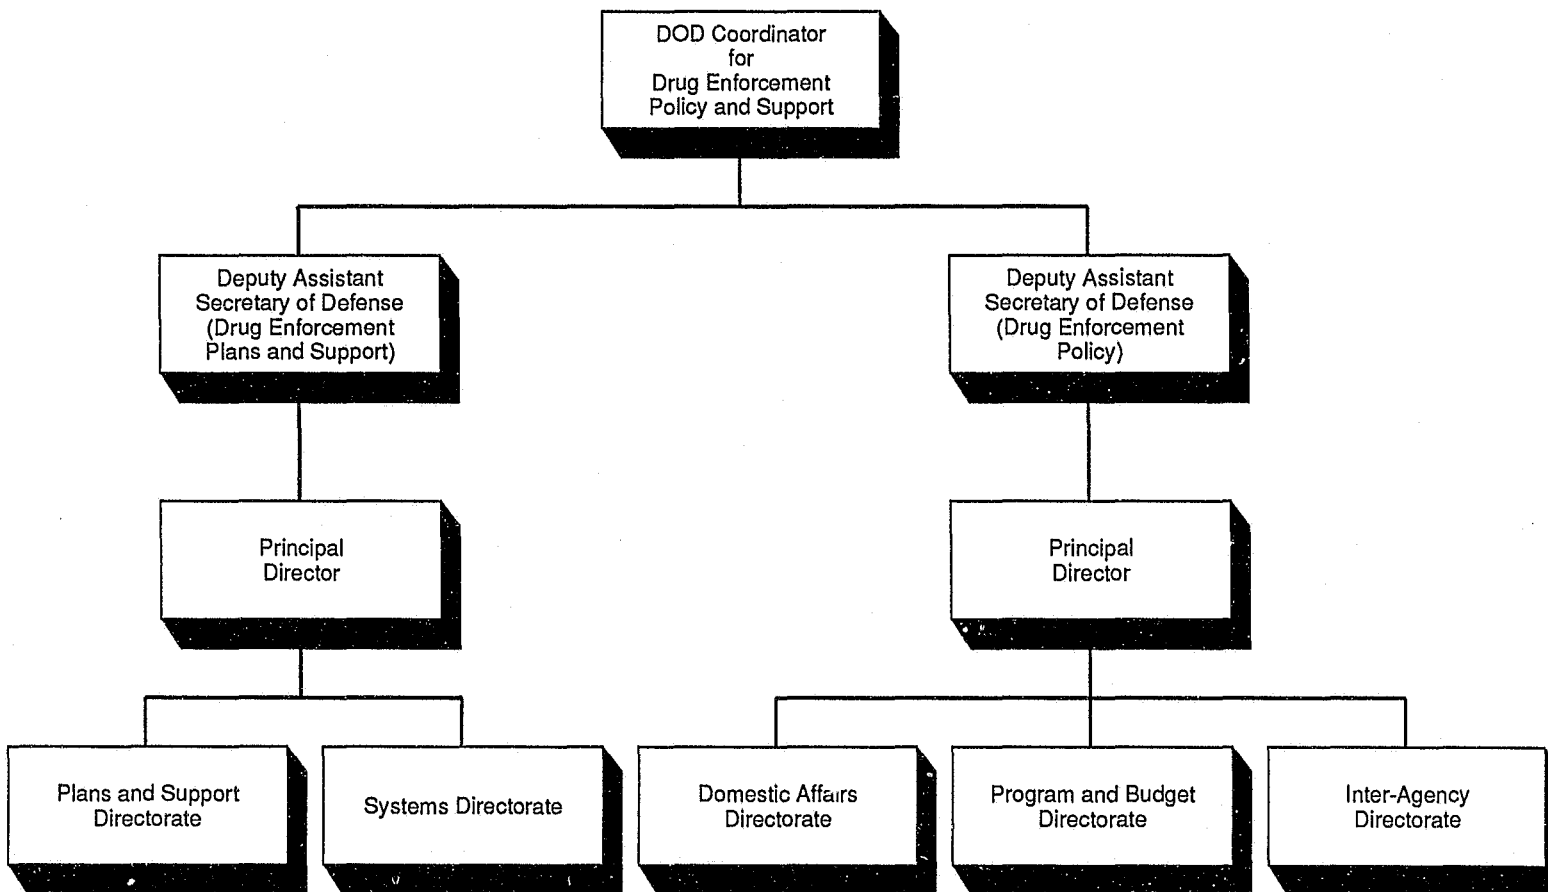 DOD Coordinator
for
Drug Enforcement
Policy and Support
Deputy Assistant
Secretary of Defense
(Drug Enforcement
Plans and Support)
Deputy Assistant
Secretary of Defense
(Drug Enforcement
Policy)
Principal
Director
Principal
Director
Plans and Support
Directorate
Systems Directorate
Domestic Affairs
Directorate
Program and Budget
Directorate
Inter-Agency
Directorate